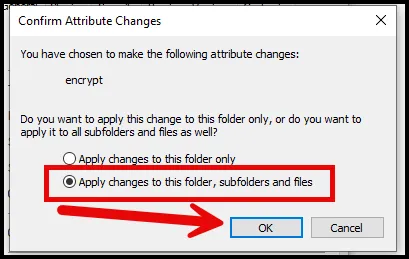 Confirm Attribute Changes
You have chosen to make the following attribute changes:
encrypt
Do you want to apply this change to this folder only, or do you want to
apply it to all subfolders and files as well?
Apply changes to this folder only
Apply changes to this folder, subfolders and files
OK
Cancel